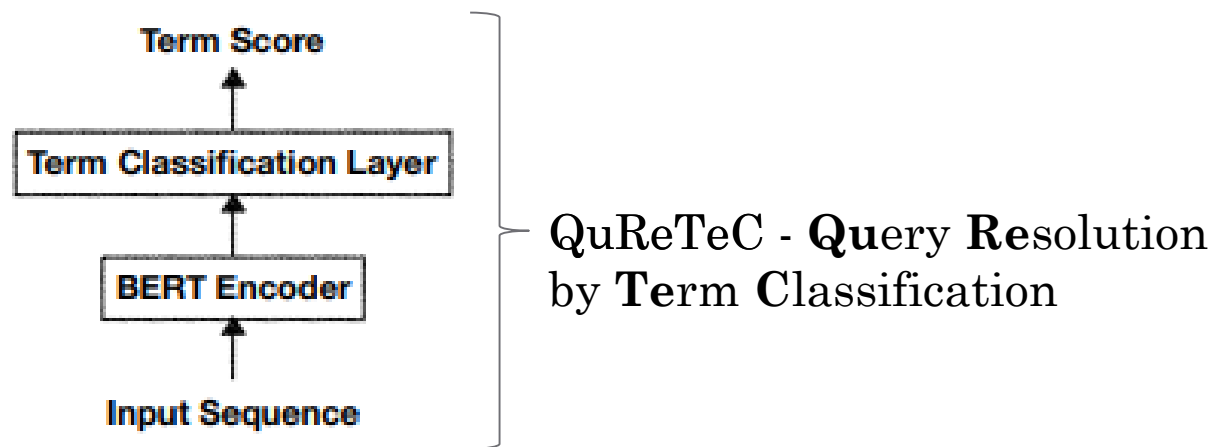 Term Score
Term Classification Layer
BERT Encoder
Input Sequence
QuReTeC - Query Resolution
by Term Classification